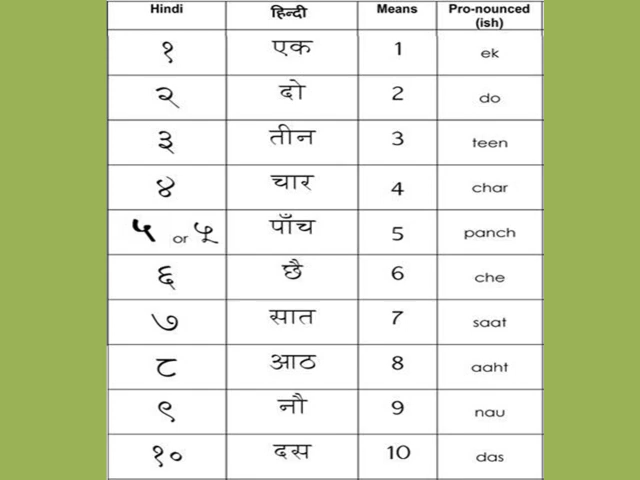 Hindi हिन्दी Means Pro-nounced
(ish)
१ एक 1 ek
२ दो 2 do
३ तीन 3 teen
४ चार 4 char
५ or ५ पाँच 5 panch
६ छै 6 che
७ सात 7 saat
८ आठ 8 aaht
९ नौ 9 nau
१० दस 10 das